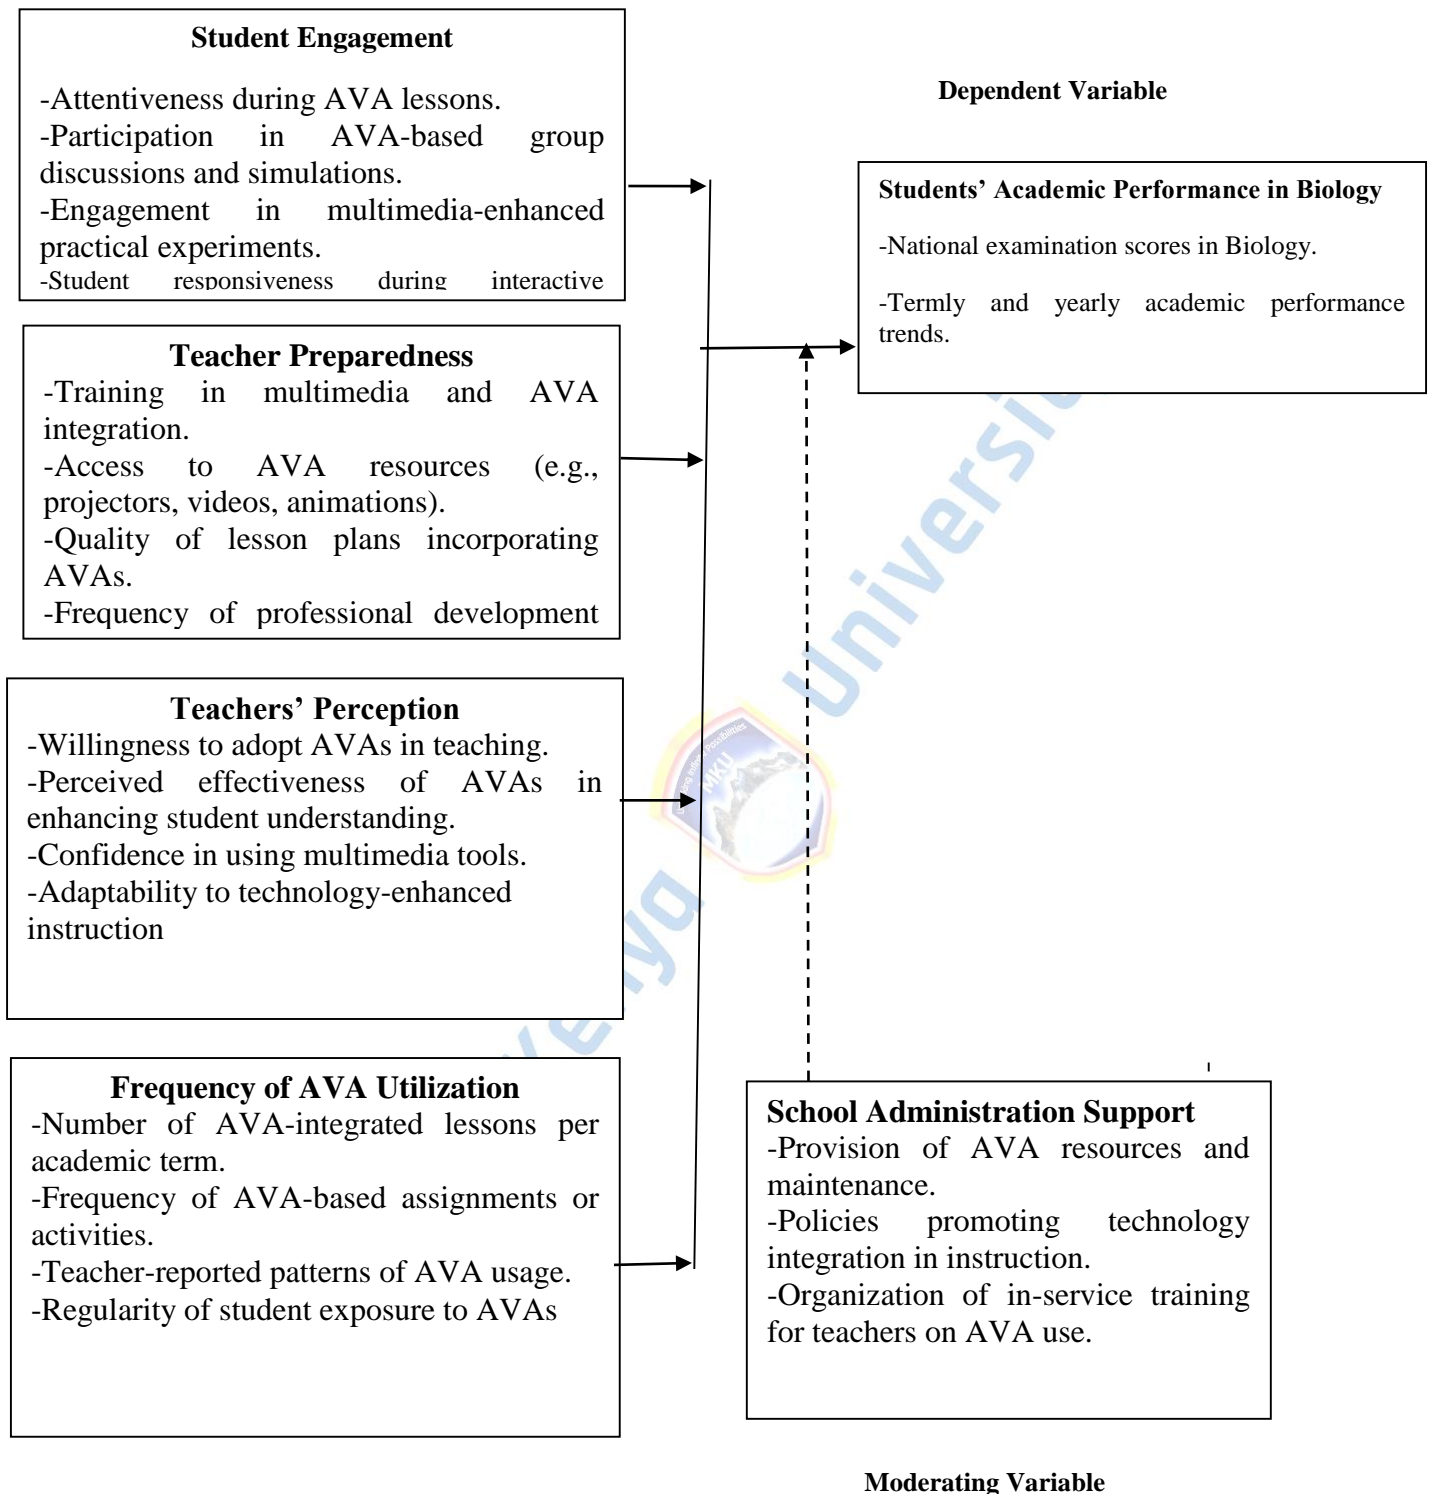 Student Engagement
-Attentiveness during AVA lessons.
-Participation in AVA-based group
discussions and simulations.
-Engagement in multimedia-enhanced
practical experiments.
-Student responsiveness during interactive
Dependent Variable
Students’ Academic Performance in Biology
-National examination scores in Biology.
-Termly and yearly academic performance
trends.
Teacher Preparedness
-Training in multimedia and AVA
integration.
-Access to AVA resources (e.g.,
projectors, videos, animations).
-Quality of lesson plans incorporating
AVAs.
-Frequency of professional development
Teachers’ Perception
-Willingness to adopt AVAs in teaching.
-Perceived effectiveness of AVAs in
enhancing student understanding.
-Confidence in using multimedia tools.
-Adaptability to technology-enhanced
instruction
Frequency of AVA Utilization
-Number of AVA-integrated lessons per
academic term.
-Frequency of AVA-based assignments or
activities.
-Teacher-reported patterns of AVA usage.
-Regularity of student exposure to AVAs
School Administration Support
-Provision of AVA resources and
maintenance.
-Policies promoting technology
integration in instruction.
-Organization of in-service training
for teachers on AVA use.
Moderating Variable
MKU